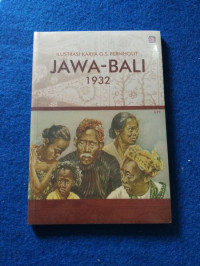 ILUSTRASI KARYA C. S. PERNHOUT
JAWA-BALI
1932